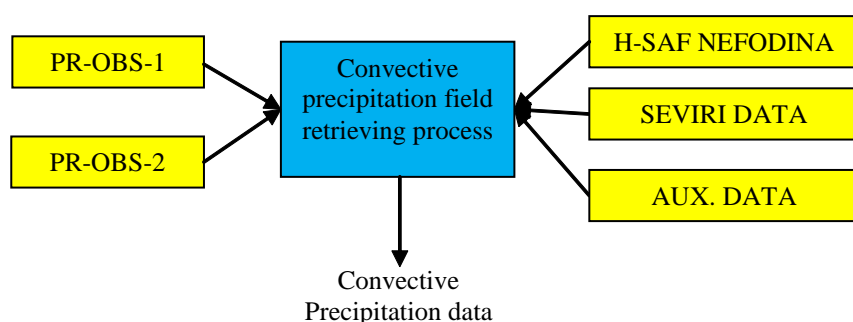 PR-OBS-1
PR-OBS-2
Convective
precipitation field
retrieving process
H-SAF NEFODINA
SEVIRI DATA
AUX. DATA
Convective
Precipitation data